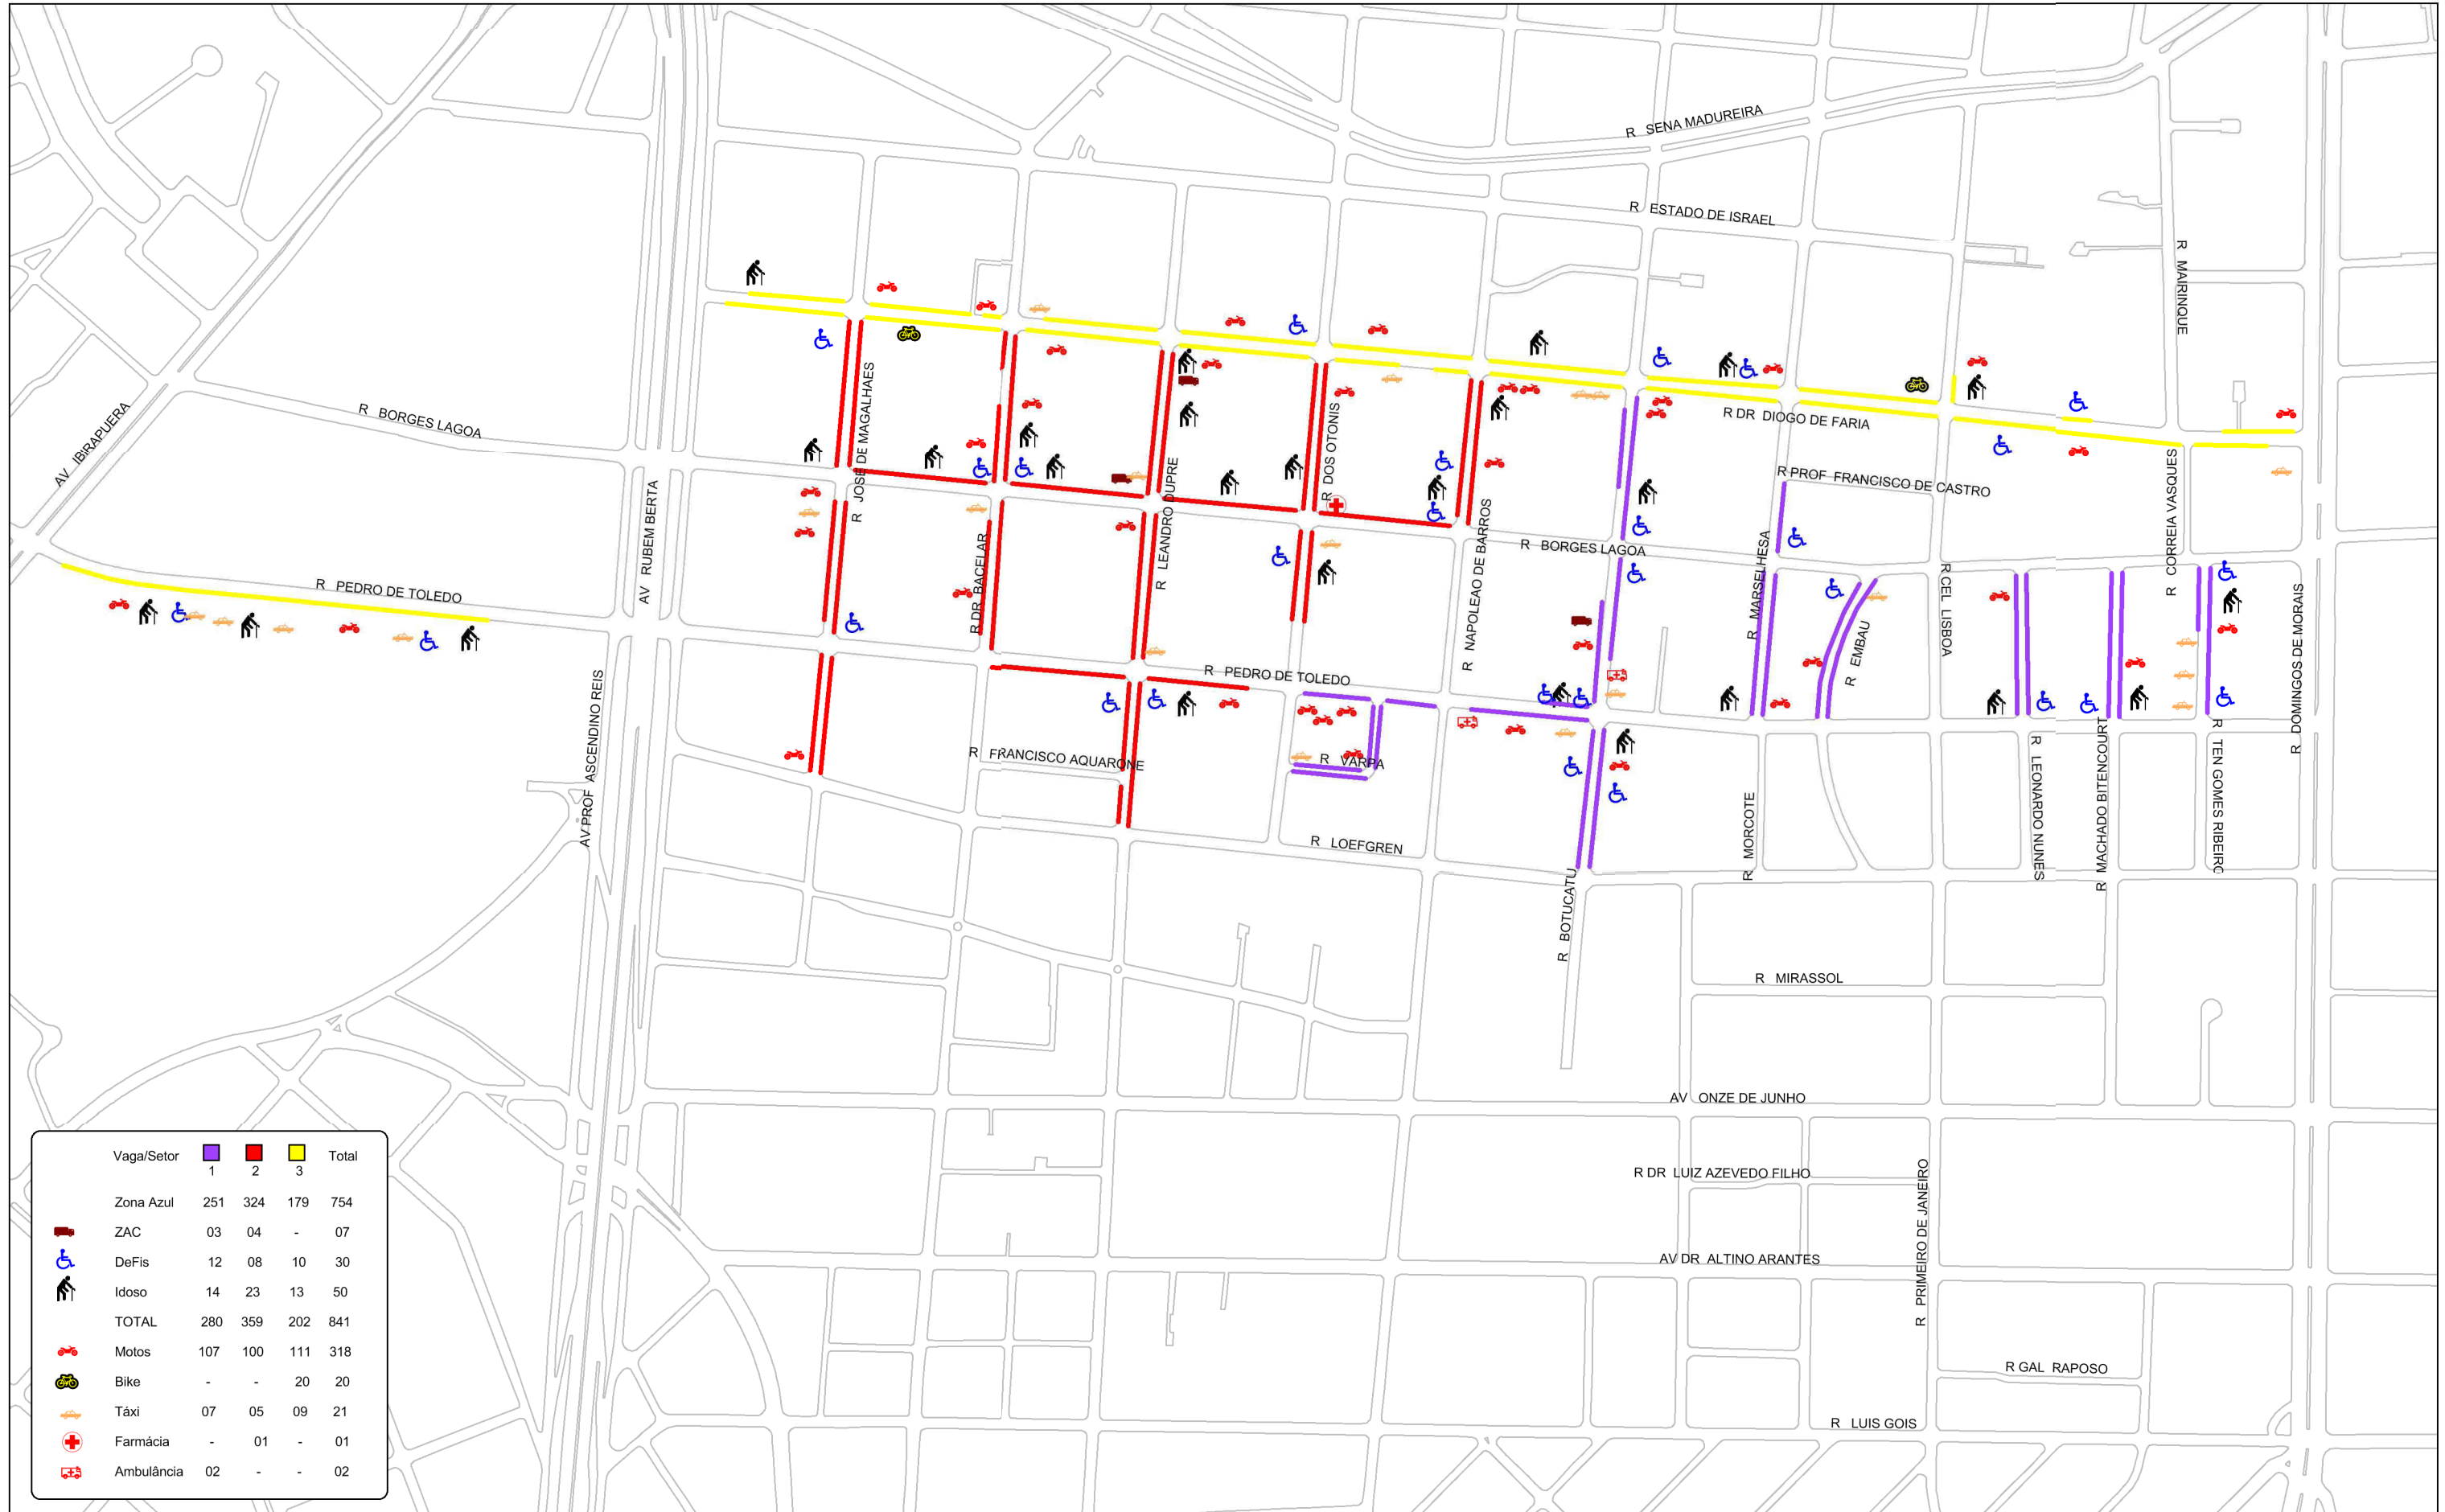 R SENA MADUREIRA
R ESTADO DE ISRAEL
R MAIRINQUE
R BORGES LAGOA
AV IBIRAPUERA
R JOSE DE MAGALHAES
R DOS OTONIS
R DR DIOGO DE FARIA
R PROF FRANCISCO DE CASTRO
R CORREIA VASQUES
AV RUBEM BERTA
R DR BACELAR
R LEANDRO DUPRE
R NAPOLEAO DE BARROS
R BORGES LAGOA
R MARSELHESA
R EMBAU
R CEL LISBOA
R DOMINGOS DE MORAIS
R PEDRO DE TOLEDO
R PEDRO DE TOLEDO
AV PROF ASCENDINO REIS
R FRANCISCO AQUARONE
R VARPA
R LOEFGREN
R BOTUCATU
R MORCOTE
R LEONARDO NUNES
R MACHADO BITENCOURT
R TEN GOMES RIBEIRO
R MIRASSOL
AV ONZE DE JUNHO
R DR LUIZ AZEVEDO FILHO
R PRIMEIRO DE JANEIRO
AV DR ALTINO ARANTES
R GAL RAPOSO
R LUIS GOIS
Vaga/Setor 1 2 3 Total
Zona Azul 251 324 179 754
ZAC 03 04 - 07
DeFis 12 08 10 30
Idoso 14 23 13 50
TOTAL 280 359 202 841
Motos 107 100 111 318
Bike - - 20 20
Táxi 07 05 09 21
Farmácia - 01 - 01
Ambulância 02 - - 02